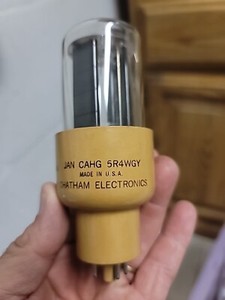 JAN CAHG 5R4WGY
MADE IN U.S.A.
CHATHAM ELECTRONICS